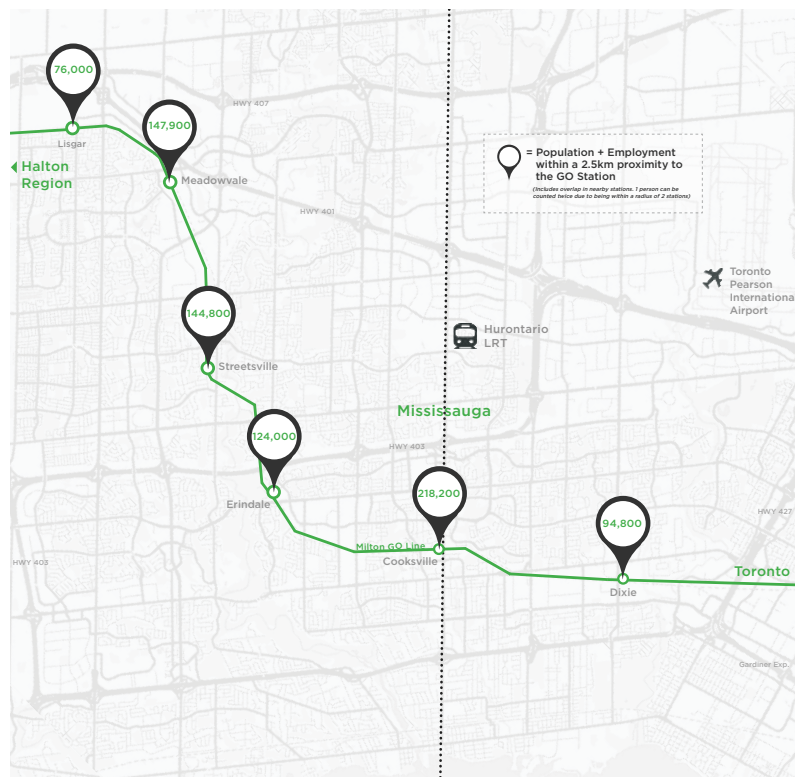 76,000
HWY 407
147,900
Lisgar
= Population + Employment
within a 2.5km proximity to
the GO Station
(Includes overlap in nearby stations. 1 person can be
counted twice due to being within a radius of 2 stations)
Halton
Region
Meadowvale
HWY 401
Toronto
Pearson
Internationa
Airport
144,800
Hurontario
LRT
Streetsville
Mississauga
124,000
HWY 403
218,200
Erindale
HWY 427
94,800
Milton GO Line
Cooksville
HWY 403
Toronto
Dixie
Gardiner Exp.